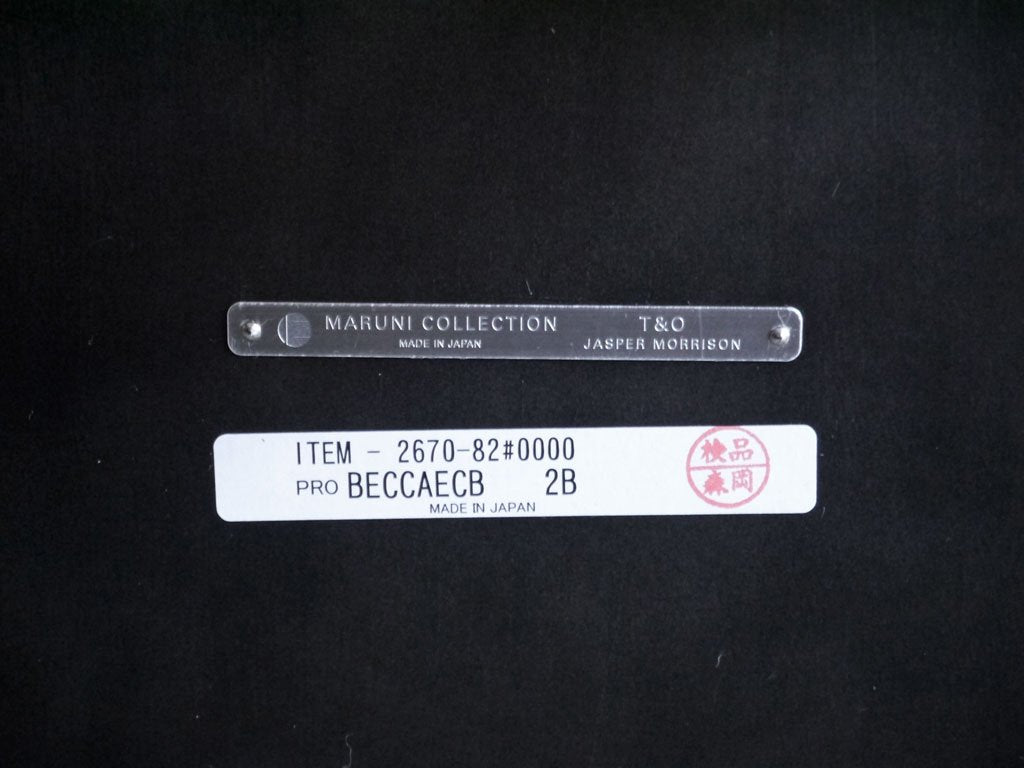 MARUNI COLLECTION T&O
MADE IN JAPAN JASPER MORRISON
ITEM - 2670-82#0000
PRO BECCAECB 2B
MADE IN JAPAN
検品
森岡